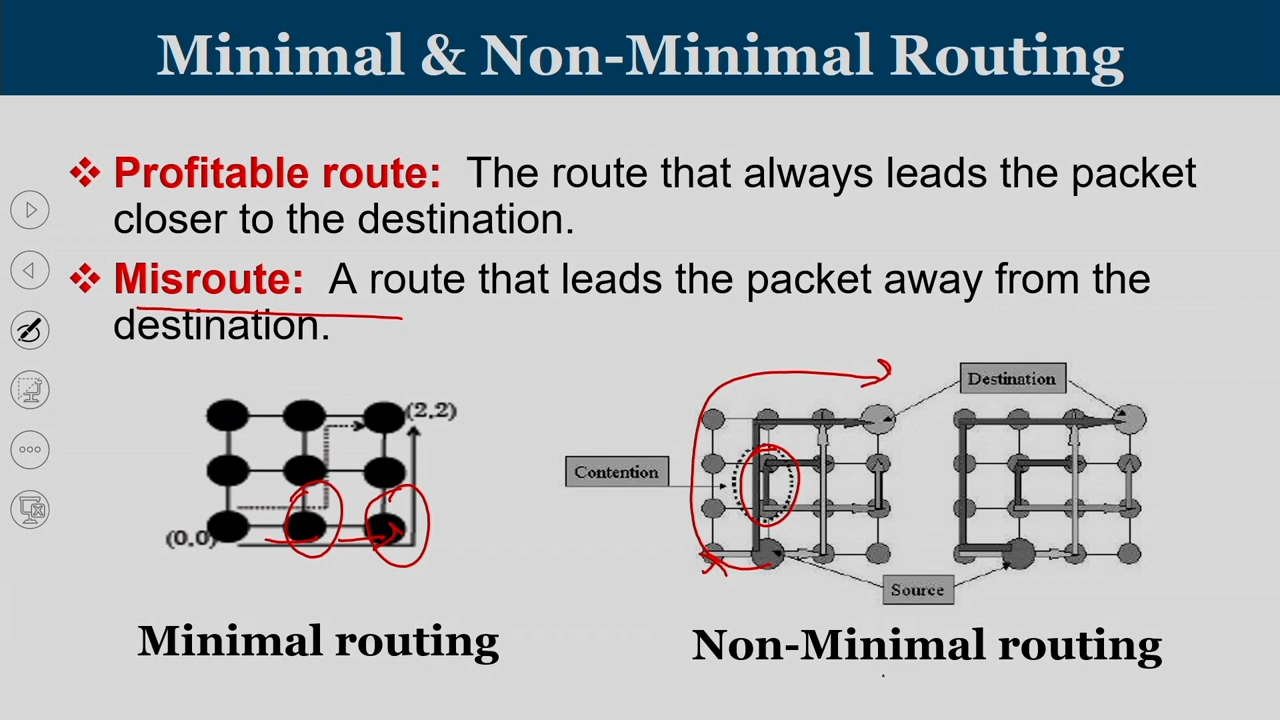 Minimal & Non-Minimal Routing
❖ Profitable route: The route that always leads the packet
closer to the destination.
❖ Misroute: A route that leads the packet away from the
destination.
(2,2)
(0,0)
Minimal routing
Destination
Contention
Source
Non-Minimal routing